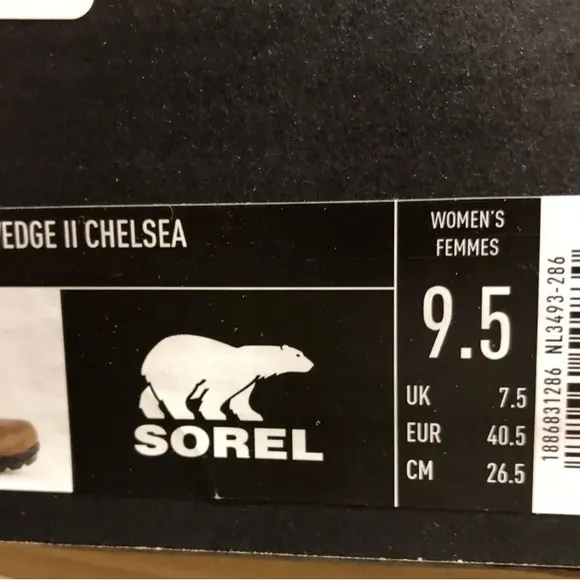 EDGE II CHELSEA
SOREL
WOMEN'S
FEMMES
9.5
UK 7.5
EUR 40.5
CM 26.5
1886831286 NL3493-286